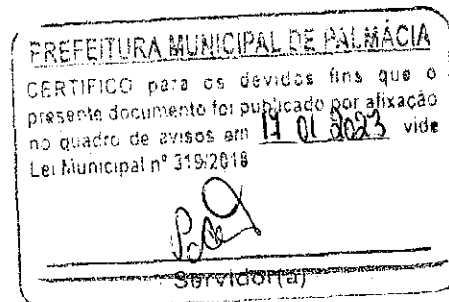 PREFEITURA MUNICIPAL DE PALMÁCIA
CERTIFICO para os devidos fins que o
presente documento foi publicado por afixação
no quadro de avisos em 17 01 2023 vide
Lei Municipal nº 319/2018
Servidor(a)